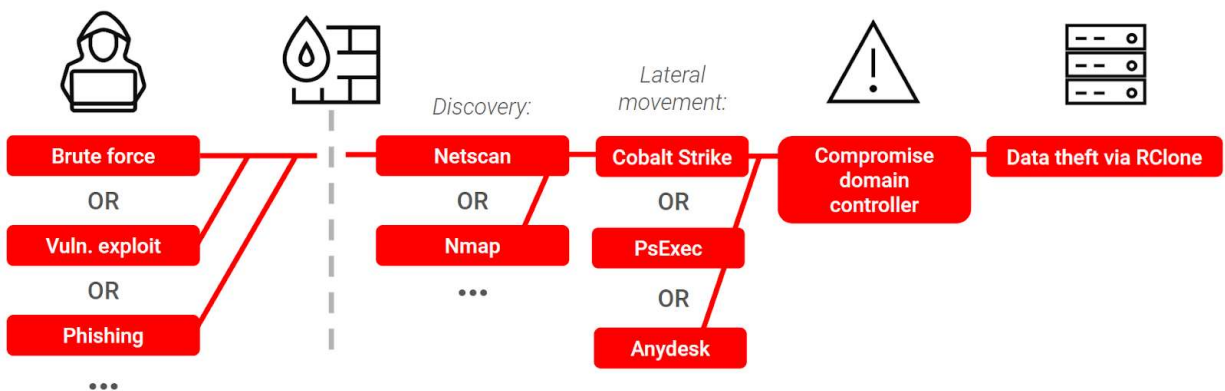 Brute force
OR
Vuln. exploit
OR
Phishing
...
Discovery:
Netscan
OR
Nmap
...
Lateral
movement:
Cobalt Strike
OR
PsExec
OR
Anydesk
Compromise
domain
controller
Data theft via RClone